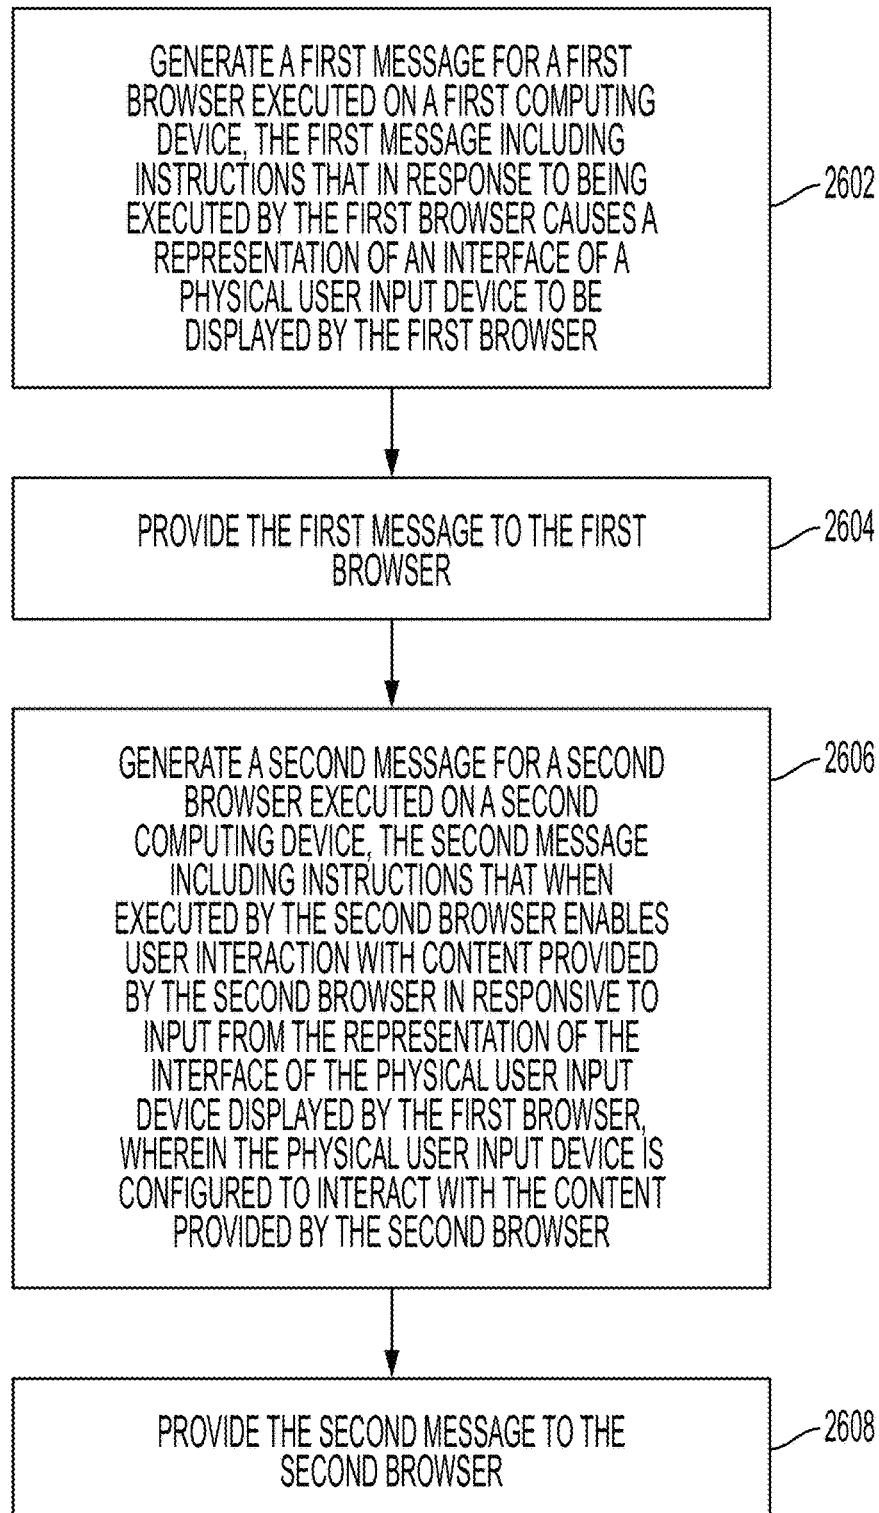 GENERATE A FIRST MESSAGE FOR A FIRST
BROWSER EXECUTED ON A FIRST COMPUTING
DEVICE, THE FIRST MESSAGE INCLUDING
INSTRUCTIONS THAT IN RESPONSE TO BEING
EXECUTED BY THE FIRST BROWSER CAUSES A
REPRESENTATION OF AN INTERFACE OF A
PHYSICAL USER INPUT DEVICE TO BE
DISPLAYED BY THE FIRST BROWSER
2602
PROVIDE THE FIRST MESSAGE TO THE FIRST
BROWSER
2604
GENERATE A SECOND MESSAGE FOR A SECOND
BROWSER EXECUTED ON A SECOND
COMPUTING DEVICE, THE SECOND MESSAGE
INCLUDING INSTRUCTIONS THAT WHEN
EXECUTED BY THE SECOND BROWSER ENABLES
USER INTERACTION WITH CONTENT PROVIDED
BY THE SECOND BROWSER IN RESPONSIVE TO
INPUT FROM THE REPRESENTATION OF THE
INTERFACE OF THE PHYSICAL USER INPUT
DEVICE DISPLAYED BY THE FIRST BROWSER,
WHEREIN THE PHYSICAL USER INPUT DEVICE IS
CONFIGURED TO INTERACT WITH THE CONTENT
PROVIDED BY THE SECOND BROWSER
2606
PROVIDE THE SECOND MESSAGE TO THE
SECOND BROWSER
2608